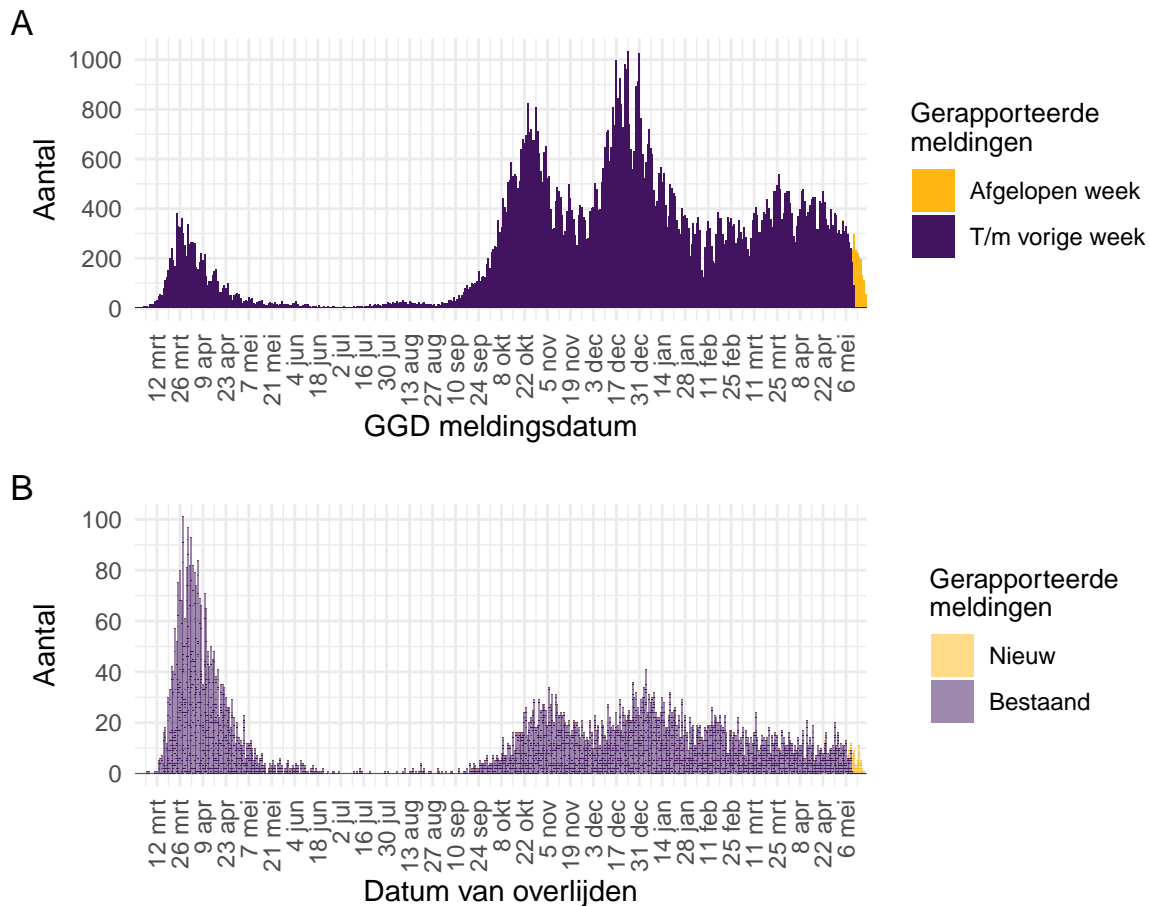 A
1000
800
600
400
200
0
Aantal
12 mrt
26 mrt
9 apr
23 apr
7 mei
21 mei
4 jun
18 jun
2 jul
16 jul
30 jul
13 aug
27 aug
10 sep
24 sep
8 okt
22 okt
5 nov
19 nov
3 dec
17 dec
31 dec
14 jan
28 jan
11 feb
25 feb
11 mrt
25 mrt
8 apr
22 apr
6 mei
GGD meldingsdatum
Gerapporteerde
meldingen
Afgelopen week
T/m vorige week
B
100
80
60
40
20
0
Aantal
12 mrt
26 mrt
9 apr
23 apr
7 mei
21 mei
4 jun
18 jun
2 jul
16 jul
30 jul
13 aug
27 aug
10 sep
24 sep
8 okt
22 okt
5 nov
19 nov
3 dec
17 dec
31 dec
14 jan
28 jan
11 feb
25 feb
11 mrt
25 mrt
8 apr
22 apr
6 mei
Datum van overlijden
Gerapporteerde
meldingen
Nieuw
Bestaand